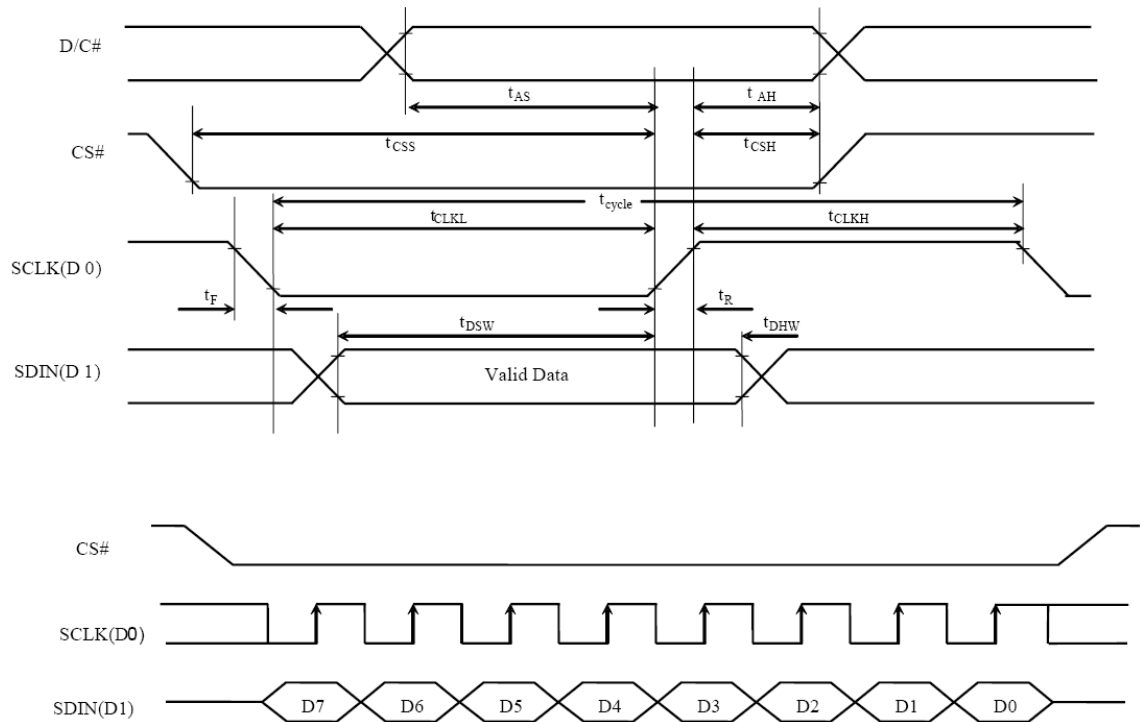 D/C#
tAS
t AH
CS#
tCSS
tCSH
tcycle
tCLKL
tCLKH
SCLK(D 0)
tF
tR
tDSW
tDHW
SDIN(D 1)
Valid Data
CS#
SCLK(D0)
SDIN(D1)
D7 D6 D5 D4 D3 D2 D1 D0